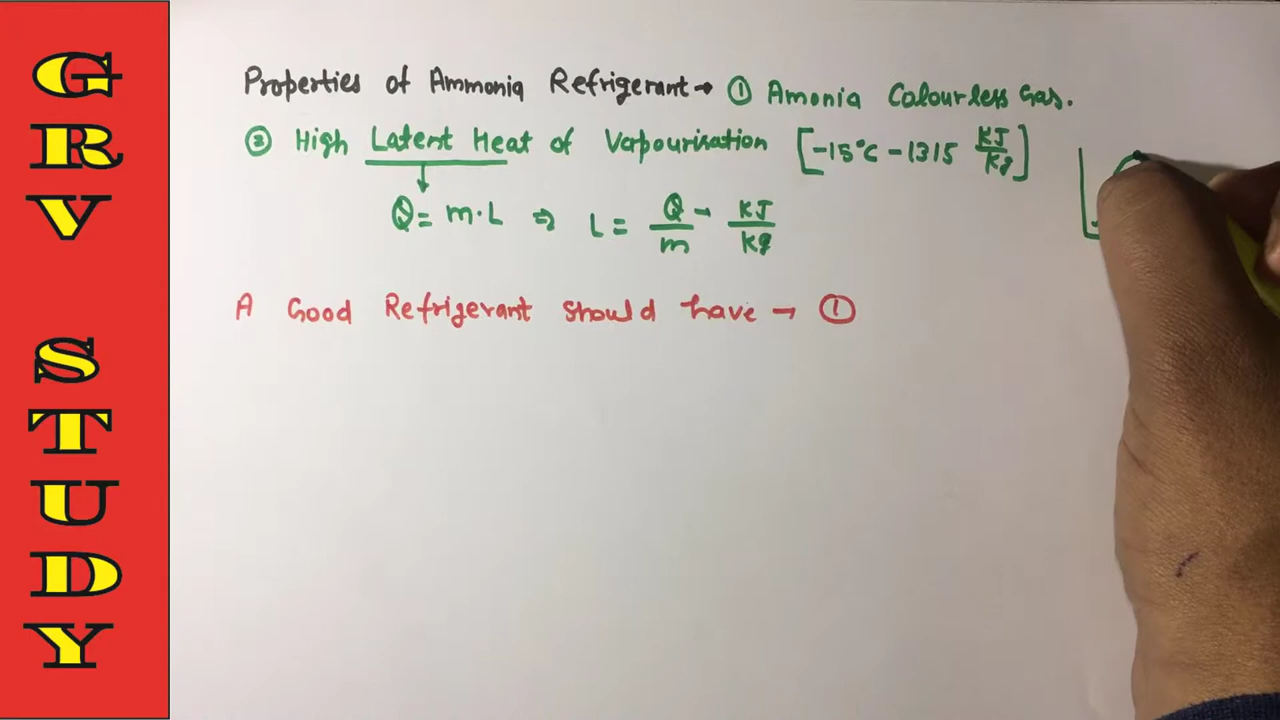 GRV STUDY
Properties of Ammonia Refrigerant → ① Amonia Colourless Gas.
② High Latent Heat of Vapourisation [-15°C - 1315 KJ/Kg]
Q = m·L ⇒ L = Q/m - KJ/Kg
A Good Refrigerant should have → ①